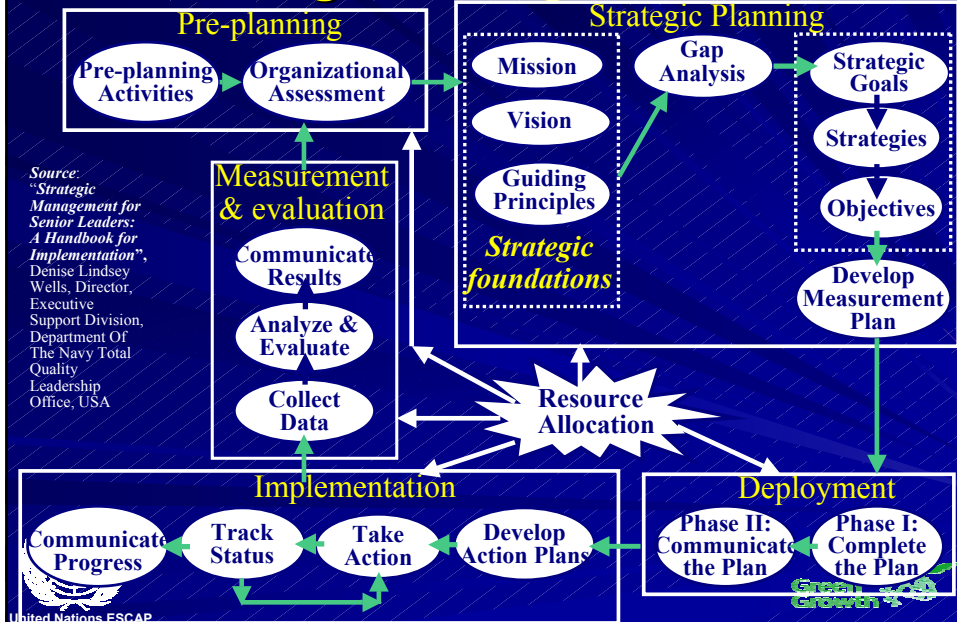 Pre-planning
Pre-planning
Activities
Organizational
Assessment
Strategic Planning
Mission
Vision
Guiding
Principles
Strategic
foundations
Gap
Analysis
Strategic
Goals
Strategies
Objectives
Develop
Measurement
Plan
Source:
“Strategic
Management for
Senior Leaders:
A Handbook for
Implementation”,
Denise Lindsey
Wells, Director,
Executive
Support Division,
Department Of
The Navy Total
Quality
Leadership
Office, USA
Measurement
& evaluation
Communicate
Results
Analyze &
Evaluate
Collect
Data
Resource
Allocation
Implementation
Communicate
Progress
Track
Status
Take
Action
Develop
Action Plans
Deployment
Phase II:
Communicate
the Plan
Phase I:
Complete
the Plan
Green
Growth
United Nations ESCAP